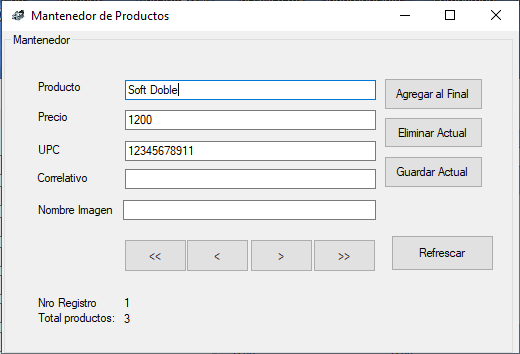 Mantenedor de Productos
Mantenedor
Producto Soft Doble Agregar al Final
Precio 1200
Eliminar Actual
UPC 12345678911
Correlativo Guardar Actual
Nombre Imagen
<< < > >> Refrescar
Nro Registro 1
Total productos: 3